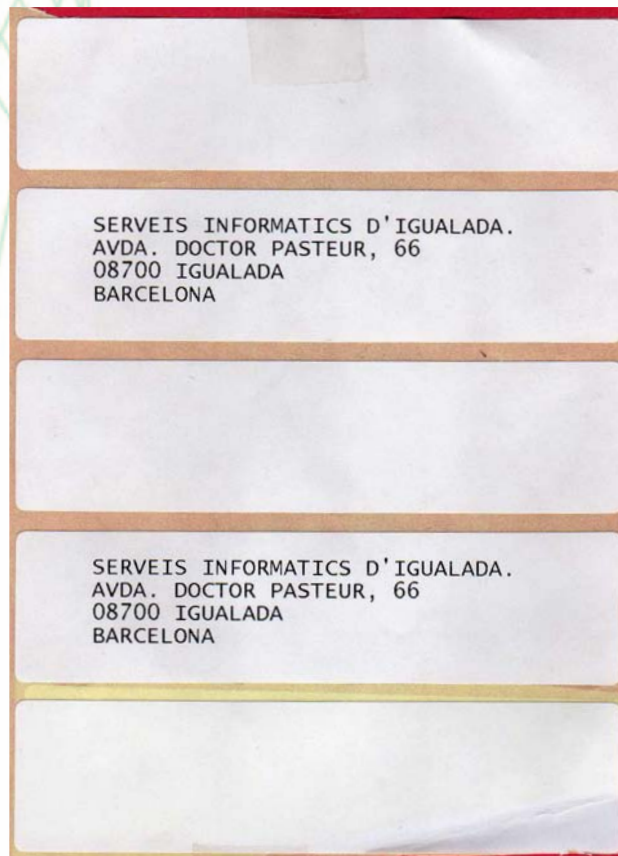 SERVEIS INFORMATICS D'IGUALADA.
AVDA. DOCTOR PASTEUR, 66
08700 IGUALADA
BARCELONA
SERVEIS INFORMATICS D'IGUALADA.
AVDA. DOCTOR PASTEUR, 66
08700 IGUALADA
BARCELONA